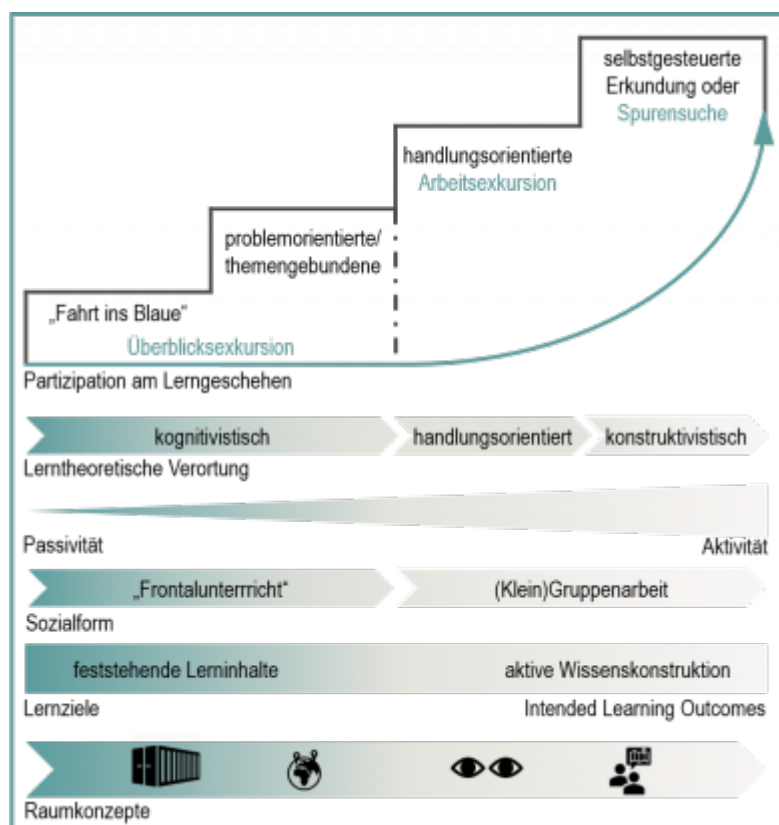 selbstgesteuerte
Erkundung oder
Spurensuche
handlungsorientierte
Arbeitsexkursion
problemorientierte/
themengebundene
„Fahrt ins Blaue“
Überblicksexkursion
Partizipation am Lerngeschehen
kognitivistisch
handlungsorientiert
konstruktivistisch
Lerntheoretische Verortung
Passivität
Aktivität
„Frontalunterrricht“
(Klein)Gruppenarbeit
Sozialform
feststehende Lerninhalte
aktive Wissenskonstruktion
Lernziele
Intended Learning Outcomes
Raumkonzepte